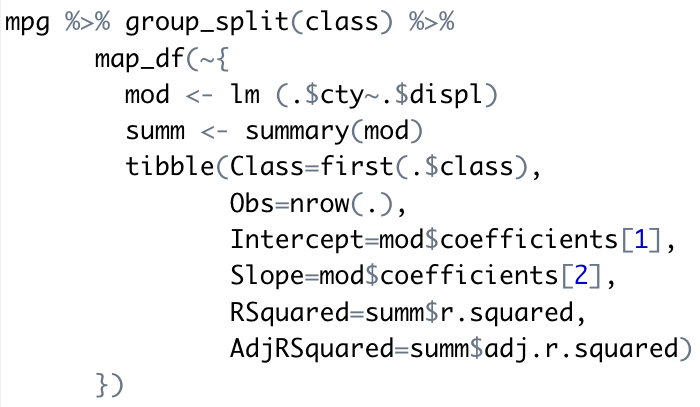 mpg %>% group_split(class) %>%
      map_df(~{
        mod <- lm (.$cty~.$displ)
        summ <- summary(mod)
        tibble(Class=first(.$class),
               Obs=nrow(.),
               Intercept=mod$coefficients[1],
               Slope=mod$coefficients[2],
               RSquared=summ$r.squared,
               AdjRSquared=summ$adj.r.squared)
      })